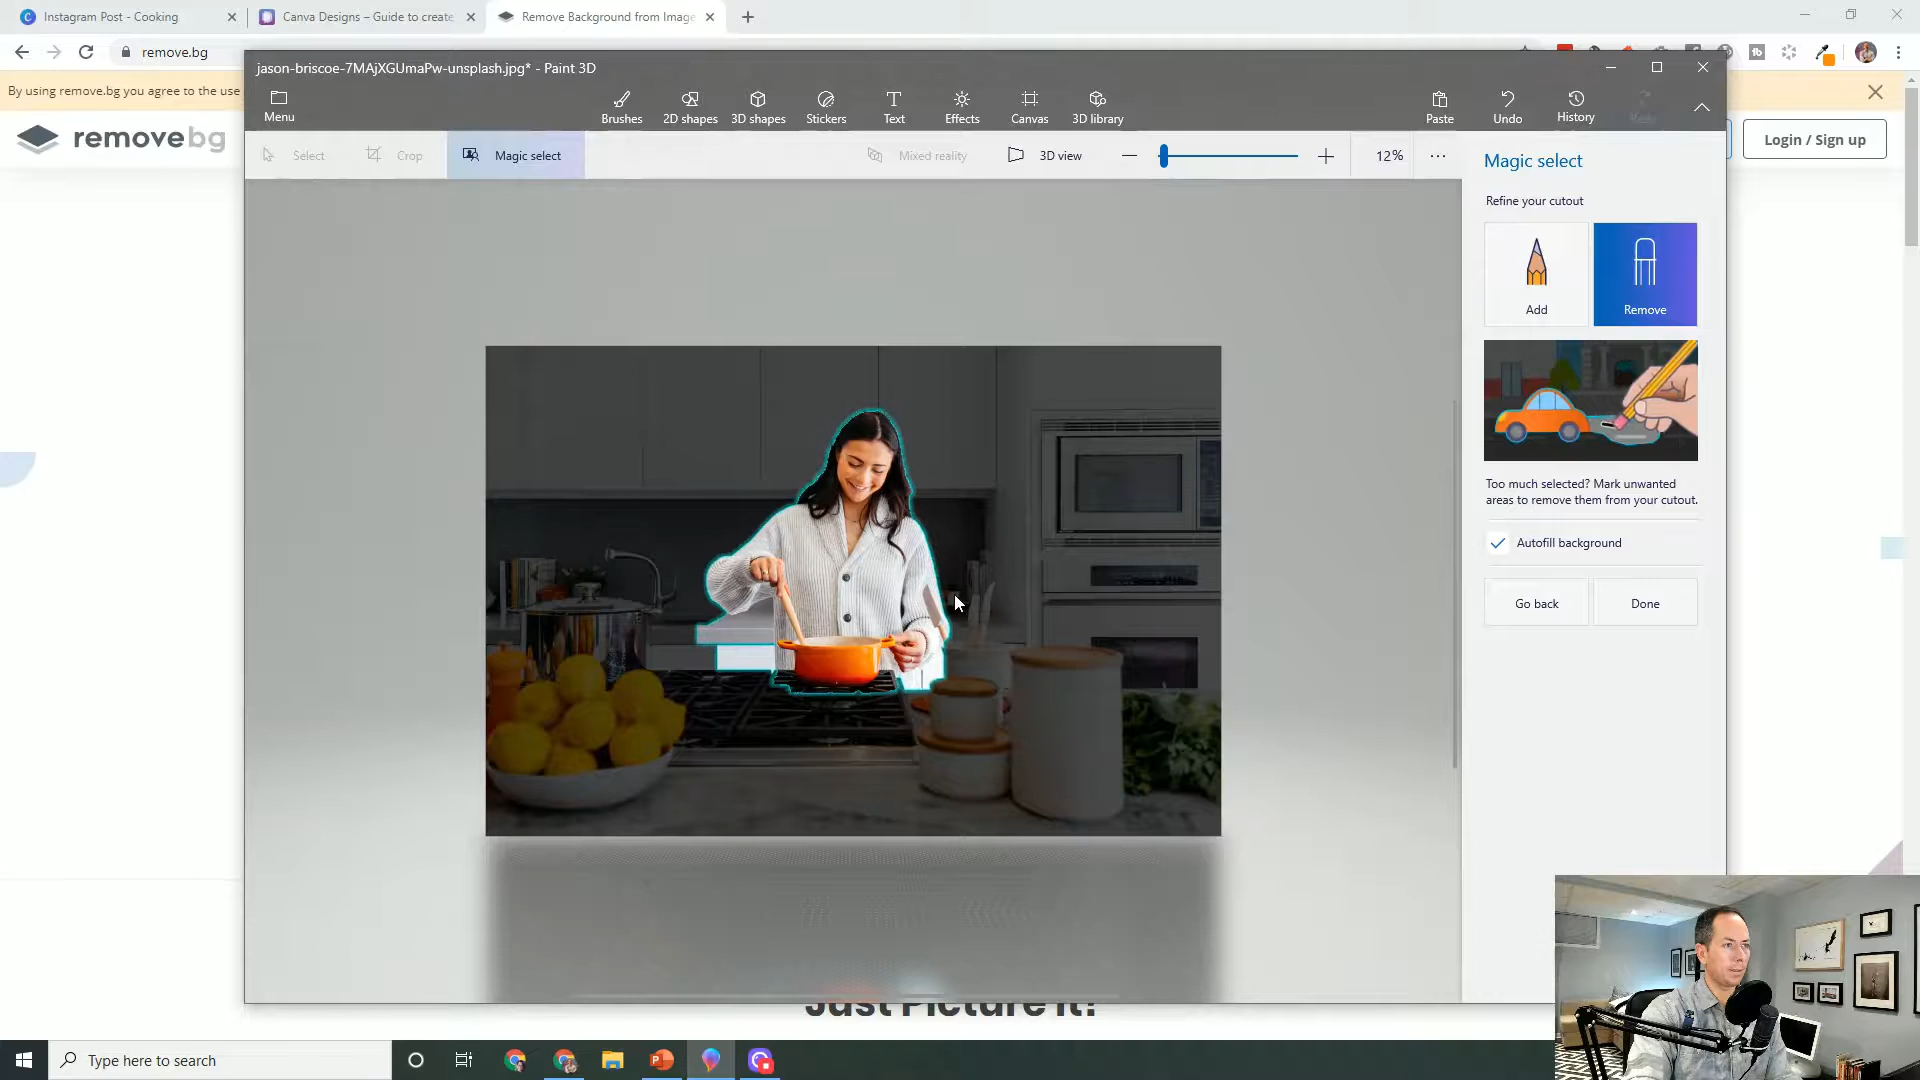 Instagram Post - Cooking
Canva Designs – Guide to create
Remove Background from Image
remove.bg
By using remove.bg you agree to the use
removebg
Login / Sign up
jason-briscoe-7MAjXGUmaPw-unsplash.jpg* - Paint 3D
Menu
Brushes
2D shapes
3D shapes
Stickers
Text
Effects
Canvas
3D library
Paste
Undo
History
Select
Crop
Magic select
Mixed reality
3D view
12%
Magic select
Refine your cutout
Add
Remove
Too much selected? Mark unwanted
areas to remove them from your cutout.
Autofill background
Go back
Done
Just Picture it!
Type here to search